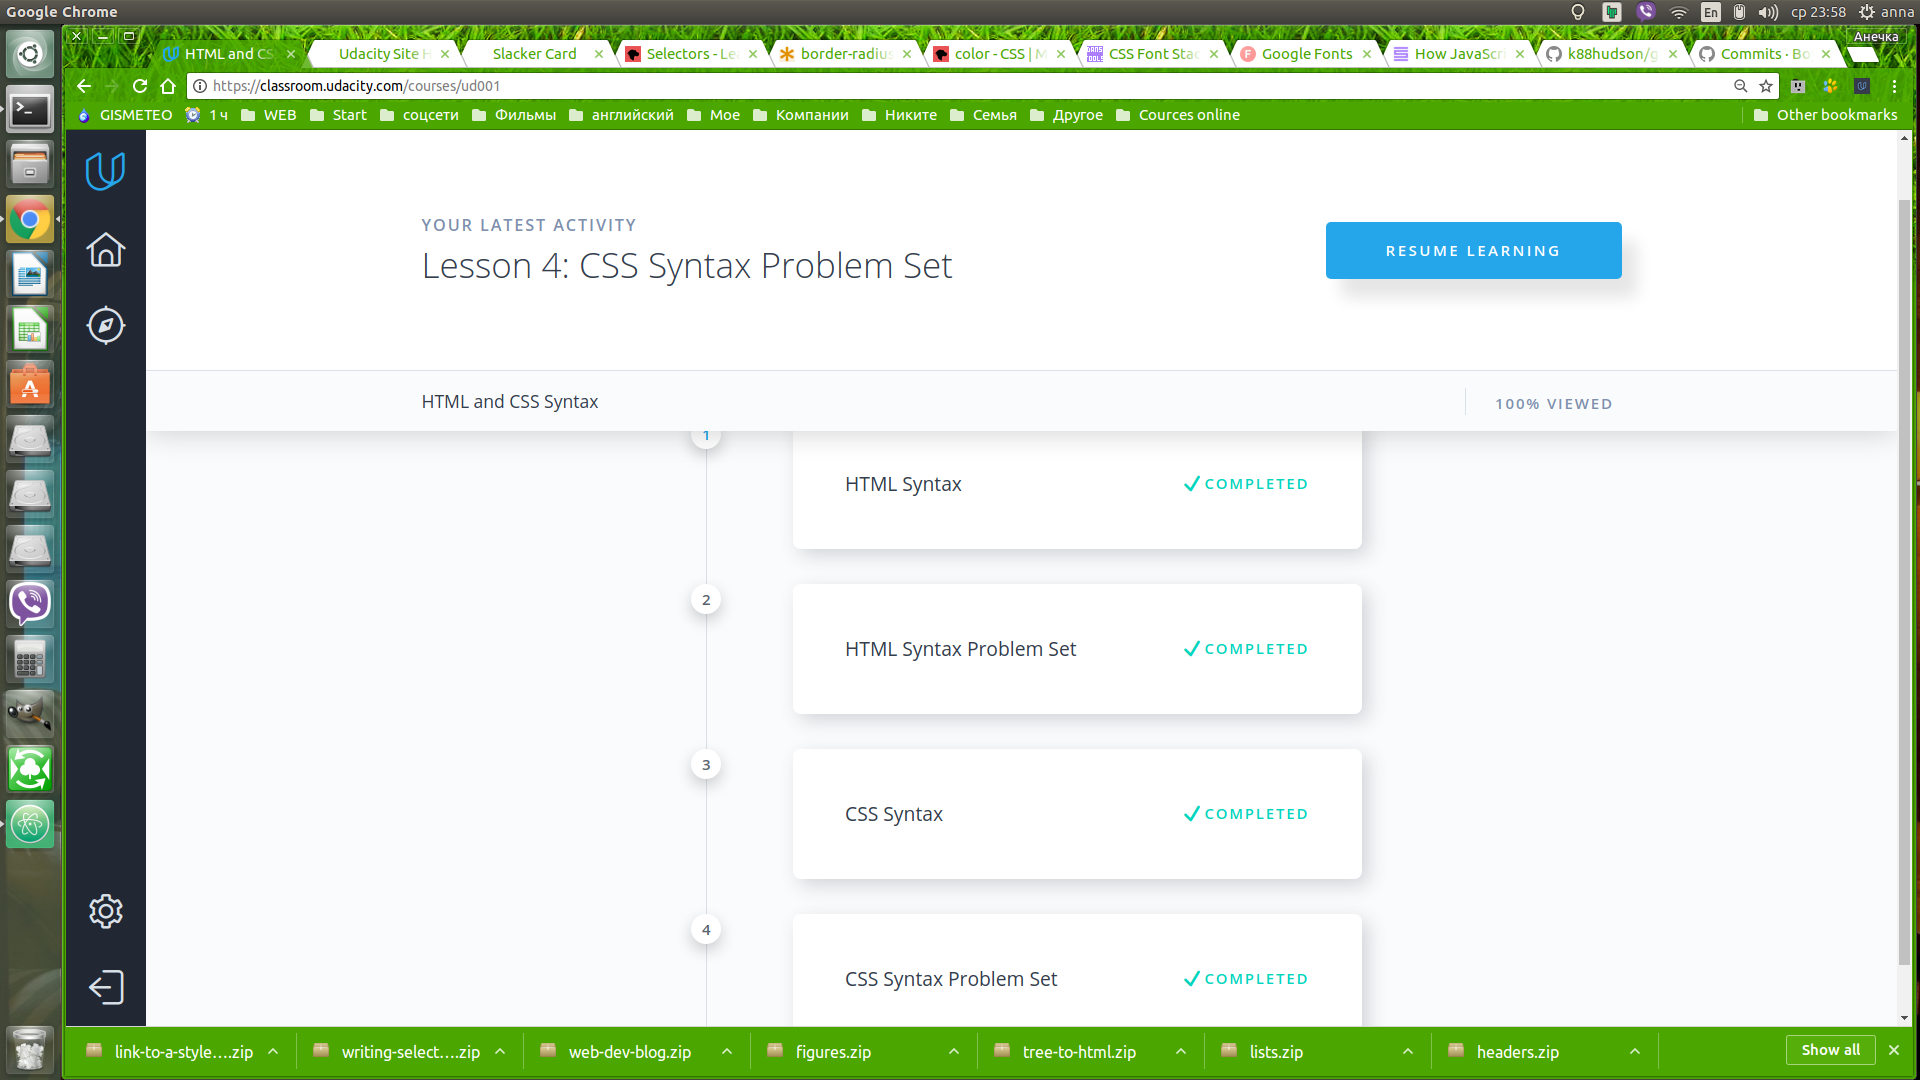 Google Chrome
En
ср 23:58
anna
Анечка
HTML and CS
Udacity Site H
Slacker Card
Selectors - Le
border-radius
color - CSS | M
CSS Font Stac
Google Fonts
How JavaScri
k88hudson/g
Commits · Bo
https://classroom.udacity.com/courses/ud001
GISMETEO
1 ч
WEB
Start
соцсети
Фильмы
английский
Мое
Компании
Никите
Семья
Другое
Cources online
Other bookmarks
YOUR LATEST ACTIVITY
Lesson 4: CSS Syntax Problem Set
RESUME LEARNING
HTML and CSS Syntax
100% VIEWED
1
HTML Syntax
COMPLETED
2
HTML Syntax Problem Set
COMPLETED
3
CSS Syntax
COMPLETED
4
CSS Syntax Problem Set
COMPLETED
link-to-a-style....zip
writing-select....zip
web-dev-blog.zip
figures.zip
tree-to-html.zip
lists.zip
headers.zip
Show all